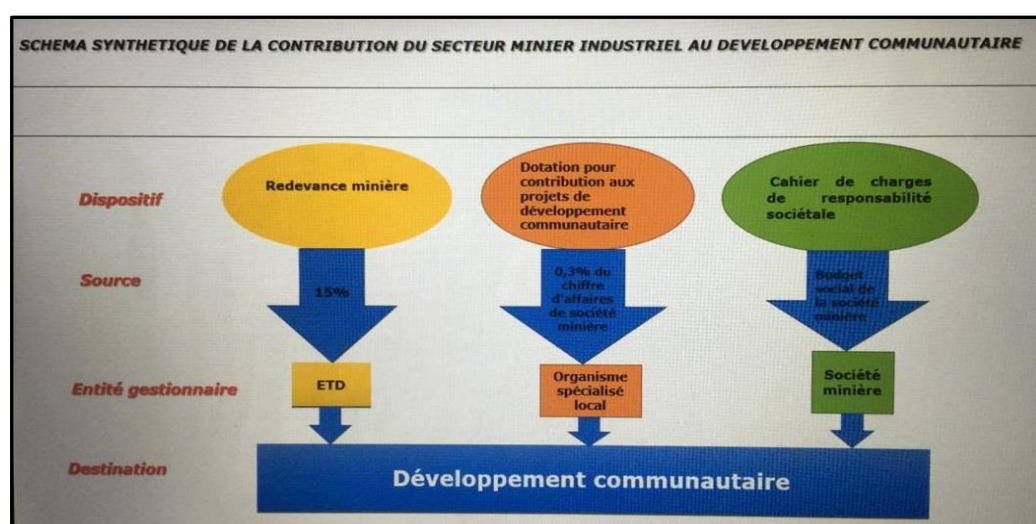 SCHEMA SYNTHETIQUE DE LA CONTRIBUTION DU SECTEUR MINIER INDUSTRIEL AU DEVELOPPEMENT COMMUNAUTAIRE
Dispositif
Redevance minière
Dotation pour
contribution aux
projets de
développement
communautaire
Cahier de charges
de responsabilité
sociétale
Source
15%
0,3% du
chiffre
d'affaires
de société
minière
Budget
social de
la société
minière
Entité gestionnaire
ETD
Organisme
spécialisé
local
Société
minière
Destination
Développement communautaire